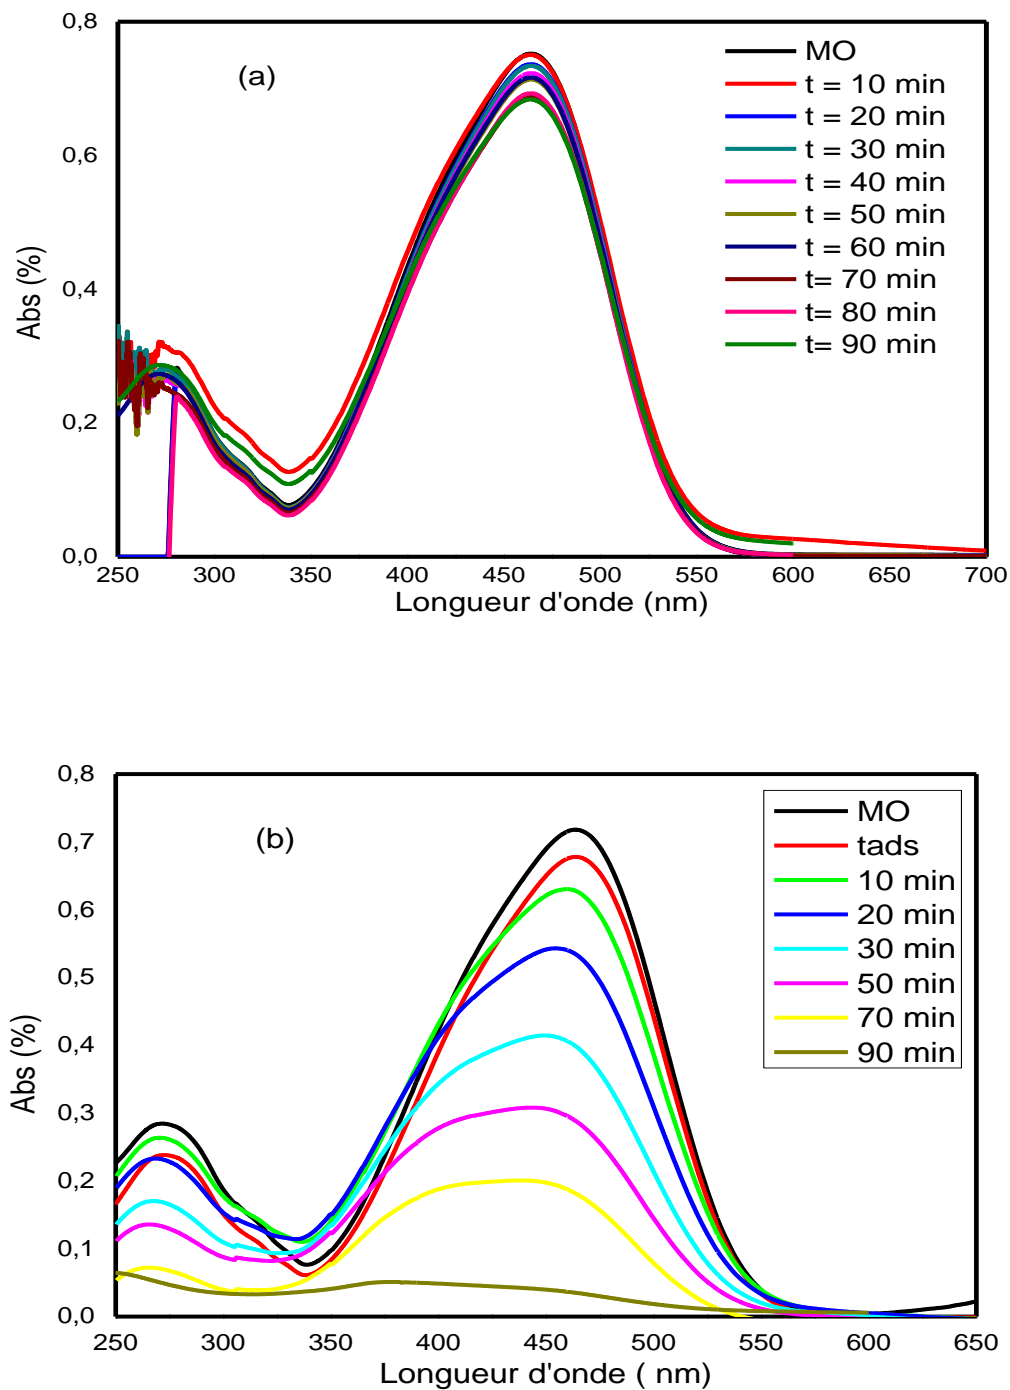 0,8
(a)
MO
t = 10 min
t = 20 min
t = 30 min
t = 40 min
t = 50 min
t = 60 min
t= 70 min
t= 80 min
t= 90 min
0,6
0,4
0,2
0,0
Abs (%)
250 300 350 400 450 500 550 600 650 700
Longueur d'onde (nm)
0,8
(b)
MO
tads
10 min
20 min
30 min
50 min
70 min
90 min
0,7
0,6
0,5
0,4
0,3
0,2
0,1
0,0
Abs (%)
250 300 350 400 450 500 550 600 650
Longueur d'onde ( nm)